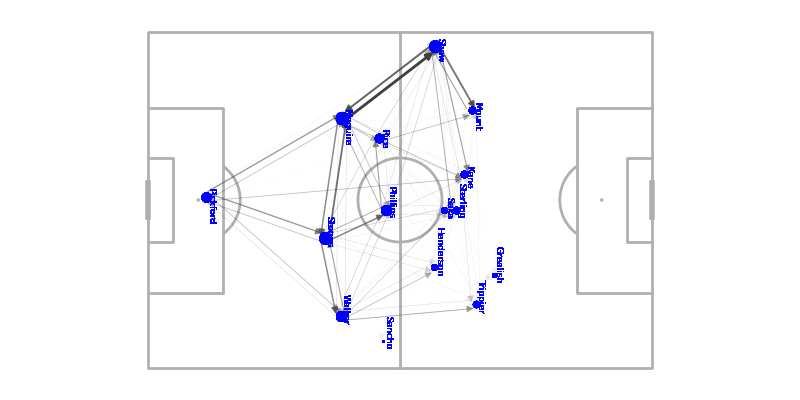 Shaw
Mount
Maguire
Rice
Kane
Pickford
Phillips
Sterling
Saka
Stones
Henderson
Grealish
Trippier
Walker
Sancho